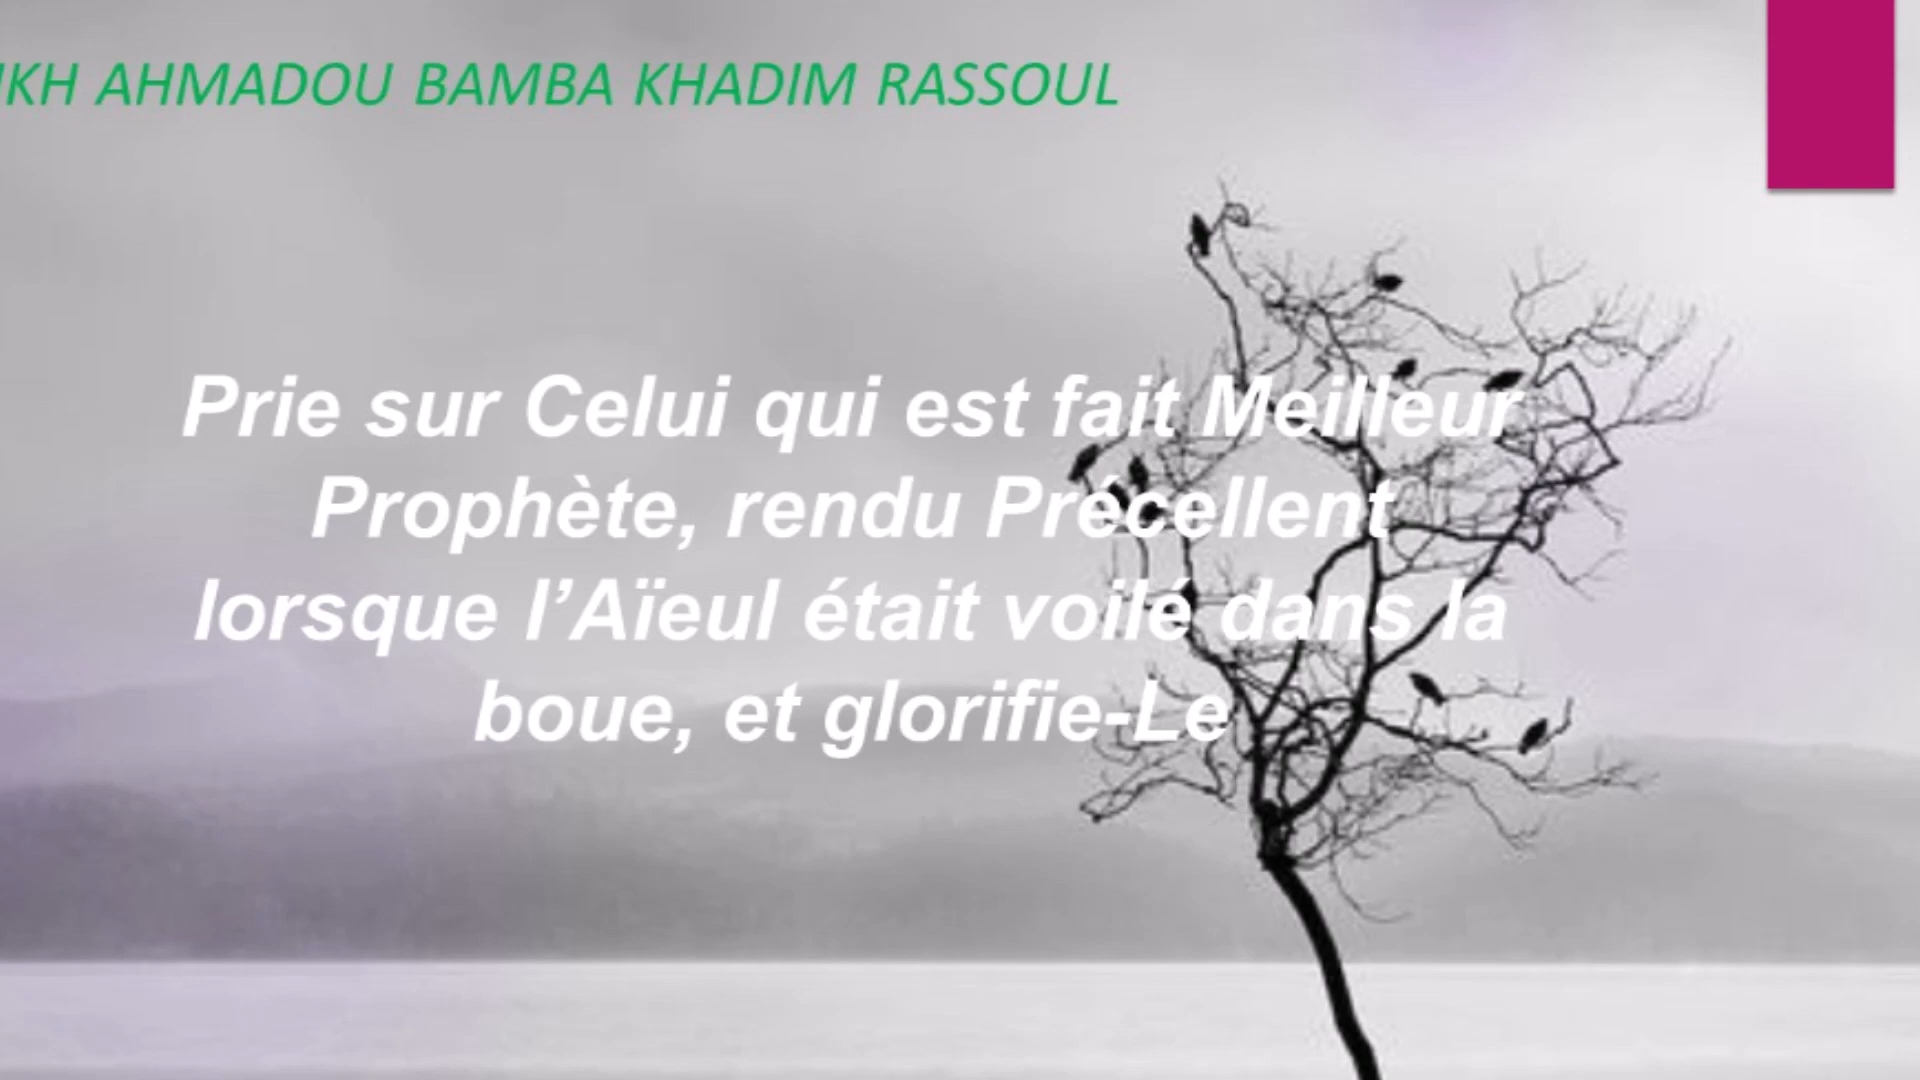 AHMADOU BAMBA KHADIM RASSOUL
Prie sur Celui qui est fait Meilleur
Prophète, rendu Précellent
lorsque l’Aïeul était voilé dans la
boue, et glorifie-Le